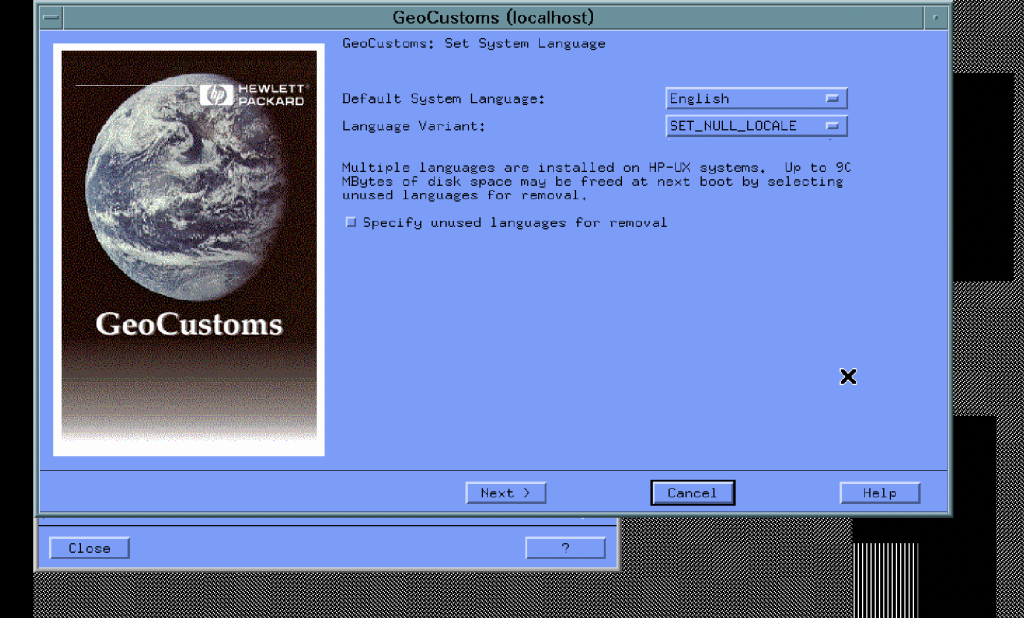 GeoCustoms (localhost)
GeoCustoms: Set System Language
HEWLETT®
hp PACKARD
Default System Language:
English
Language Variant:
SET_NULL_LOCALE
Multiple languages are installed on HP-UX systems. Up to 90
MBytes of disk space may be freed at next boot by selecting
unused languages for removal.
Specify unused languages for removal
GeoCustoms
Next >
Cancel
Help
Close
?